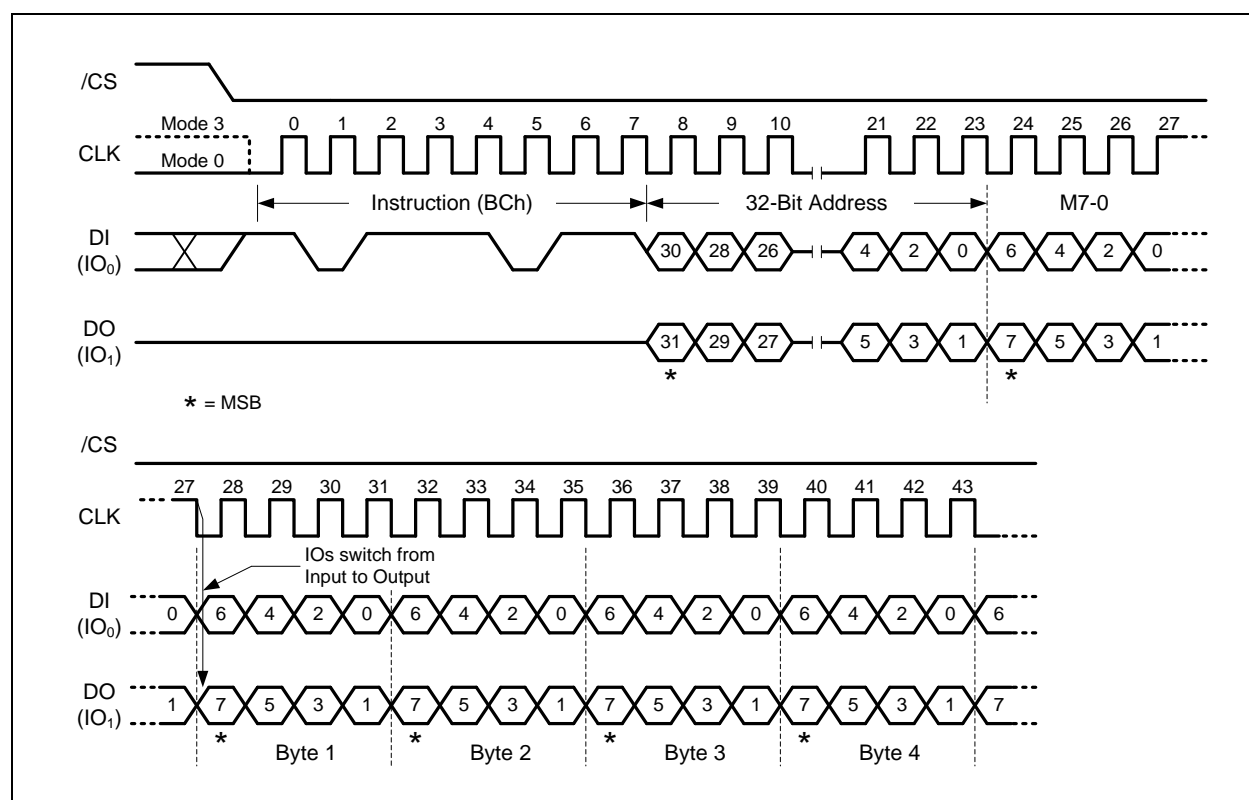 /CS
Mode 3 0 1 2 3 4 5 6 7 8 9 10 21 22 23 24 25 26 27
CLK
Mode 0
Instruction (BCh) 32-Bit Address M7-0
DI
(IO₀)
30 28 26 4 2 0 6 4 2 0
DO
(IO₁)
31 29 27 5 3 1 7 5 3 1
* *
* = MSB
/CS
27 28 29 30 31 32 33 34 35 36 37 38 39 40 41 42 43
CLK
IOs switch from
Input to Output
DI
(IO₀)
0 6 4 2 0 6 4 2 0 6 4 2 0 6 4 2 0 6
DO
(IO₁)
1 7 5 3 1 7 5 3 1 7 5 3 1 7 5 3 1 7
* Byte 1 * Byte 2 * Byte 3 * Byte 4